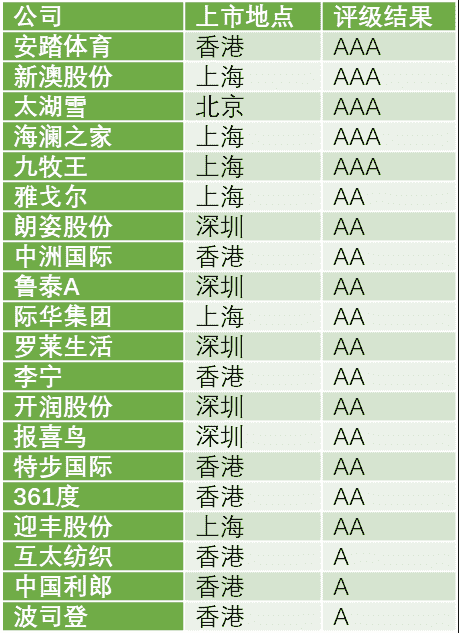 公司 上市地点 评级结果
安踏体育 香港 AAA
新澳股份 上海 AAA
太湖雪 北京 AAA
海澜之家 上海 AAA
九牧王 上海 AAA
雅戈尔 上海 AA
朗姿股份 深圳 AA
中洲国际 香港 AA
鲁泰A 深圳 AA
际华集团 上海 AA
罗莱生活 深圳 AA
李宁 香港 AA
开润股份 深圳 AA
报喜鸟 深圳 AA
特步国际 香港 AA
361度 香港 AA
迎丰股份 上海 AA
互太纺织 香港 A
中国利郎 香港 A
波司登 香港 A